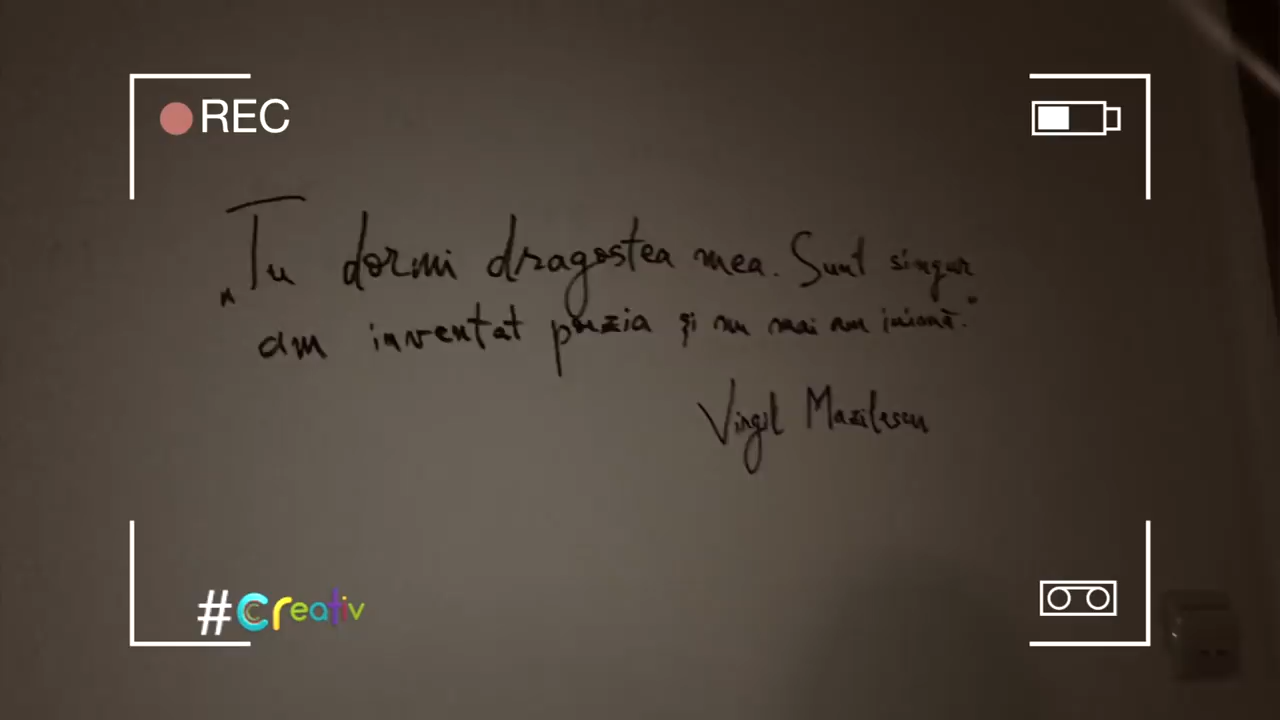 REC
„Tu dormi dragostea mea. Sunt singur
am inventat poezia și nu mai am inimă.”
Virgil Mazilescu
#Creativ